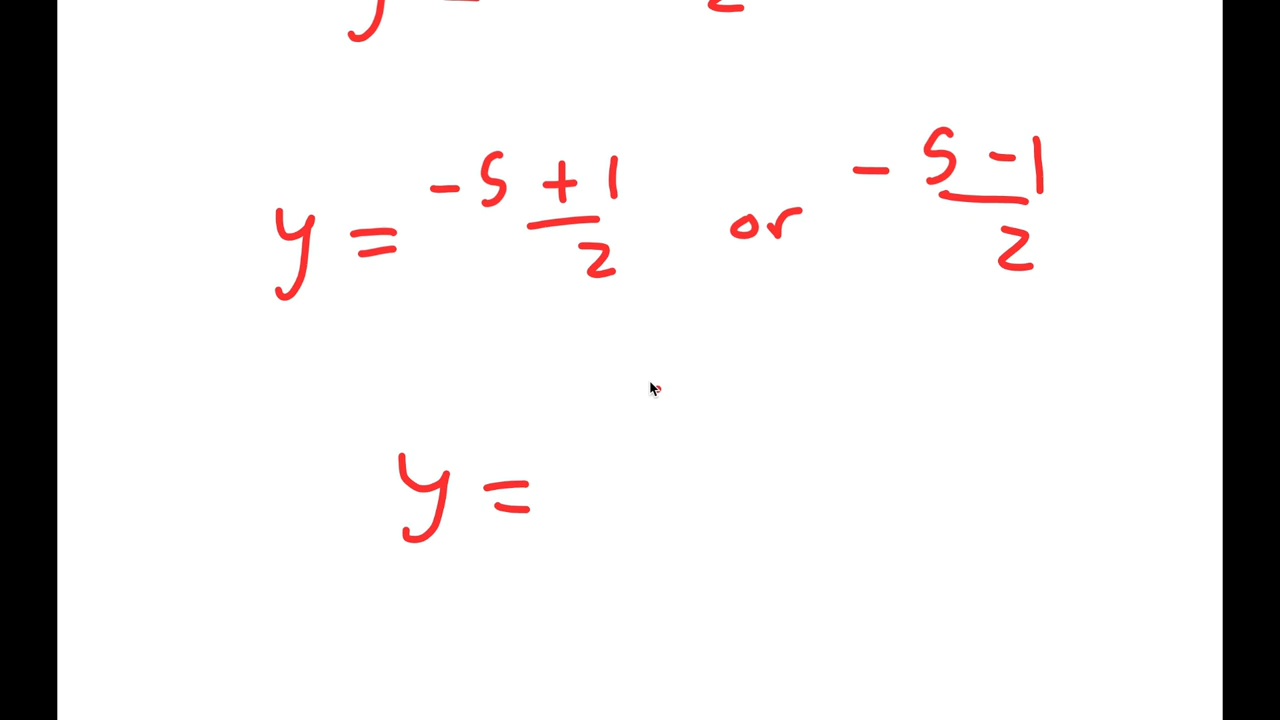 y = -5 + 1 / 2 or -5 - 1 / 2
y =